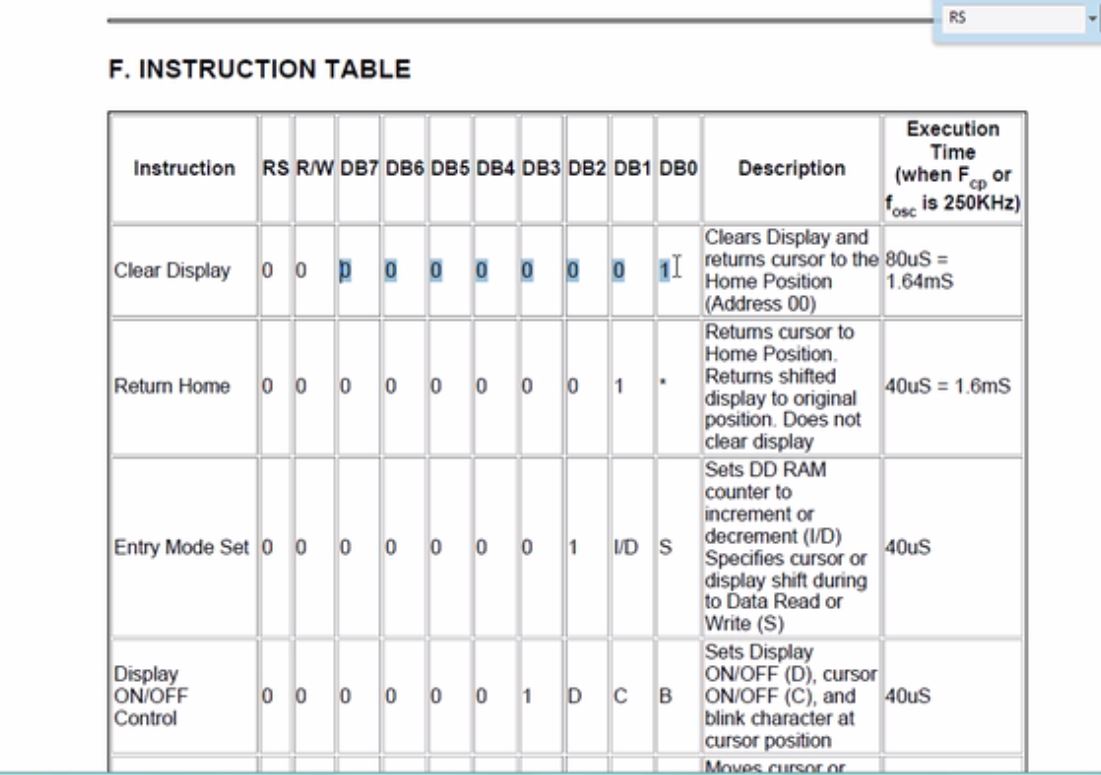 RS
F. INSTRUCTION TABLE
Instruction RS R/W DB7 DB6 DB5 DB4 DB3 DB2 DB1 DB0 Description Execution
Time
(when Fcp or
fosc is 250KHz)
Clear Display 0 0 0 0 0 0 0 0 0 1 Clears Display and
returns cursor to the
Home Position
(Address 00)
80uS =
1.64mS
Return Home 0 0 0 0 0 0 0 0 1 * Returns cursor to
Home Position.
Returns shifted
display to original
position. Does not
clear display
40uS = 1.6mS
Entry Mode Set 0 0 0 0 0 0 0 1 I/D S Sets DD RAM
counter to
increment or
decrement (I/D)
Specifies cursor or
display shift during
to Data Read or
Write (S)
40uS
Display
ON/OFF
Control
0 0 0 0 0 0 1 D C B Sets Display
ON/OFF (D), cursor
ON/OFF (C), and
blink character at
cursor position
40uS
Moves cursor or